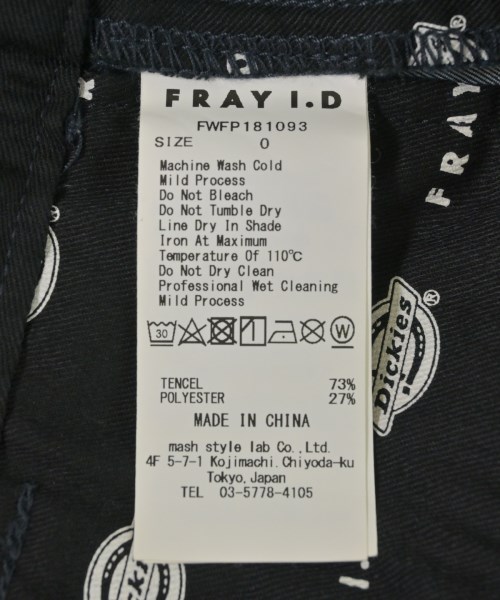 FRAY I.D
FWFP181093
SIZE 0
Machine Wash Cold
Mild Process
Do Not Bleach
Do Not Tumble Dry
Line Dry In Shade
Iron At Maximum
Temperature Of 110℃
Do Not Dry Clean
Professional Wet Cleaning
Mild Process
30 W
TENCEL 73%
POLYESTER 27%
MADE IN CHINA
mash style lab Co.,Ltd.
4F 5-7-1 Kojimachi.Chiyoda-ku
Tokyo,Japan
TEL 03-5778-4105
FRAY
Dickies®